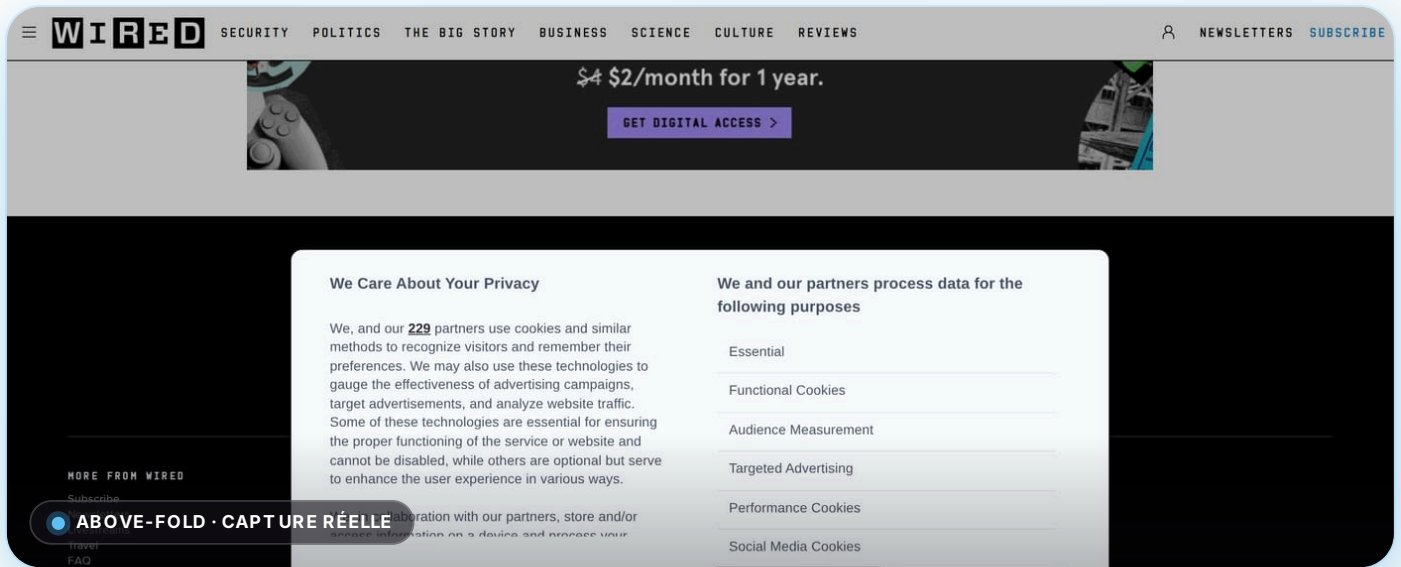 WIRED
SECURITY POLITICS THE BIG STORY BUSINESS SCIENCE CULTURE REVIEWS
NEWSLETTERS SUBSCRIBE
$4 $2/month for 1 year.
GET DIGITAL ACCESS >
We Care About Your Privacy
We, and our 229 partners use cookies and similar
methods to recognize visitors and remember their
preferences. We may also use these technologies to
gauge the effectiveness of advertising campaigns,
target advertisements, and analyze website traffic.
Some of these technologies are essential for ensuring
the proper functioning of the service or website and
cannot be disabled, while others are optional but serve
to enhance the user experience in various ways.
collaboration with our partners, store and/or
access information on a device and process your
We and our partners process data for the
following purposes
Essential
Functional Cookies
Audience Measurement
Targeted Advertising
Performance Cookies
Social Media Cookies
MORE FROM WIRED
Subscribe
Travel
FAQ
ABOVE-FOLD · CAPTURE RÉELLE